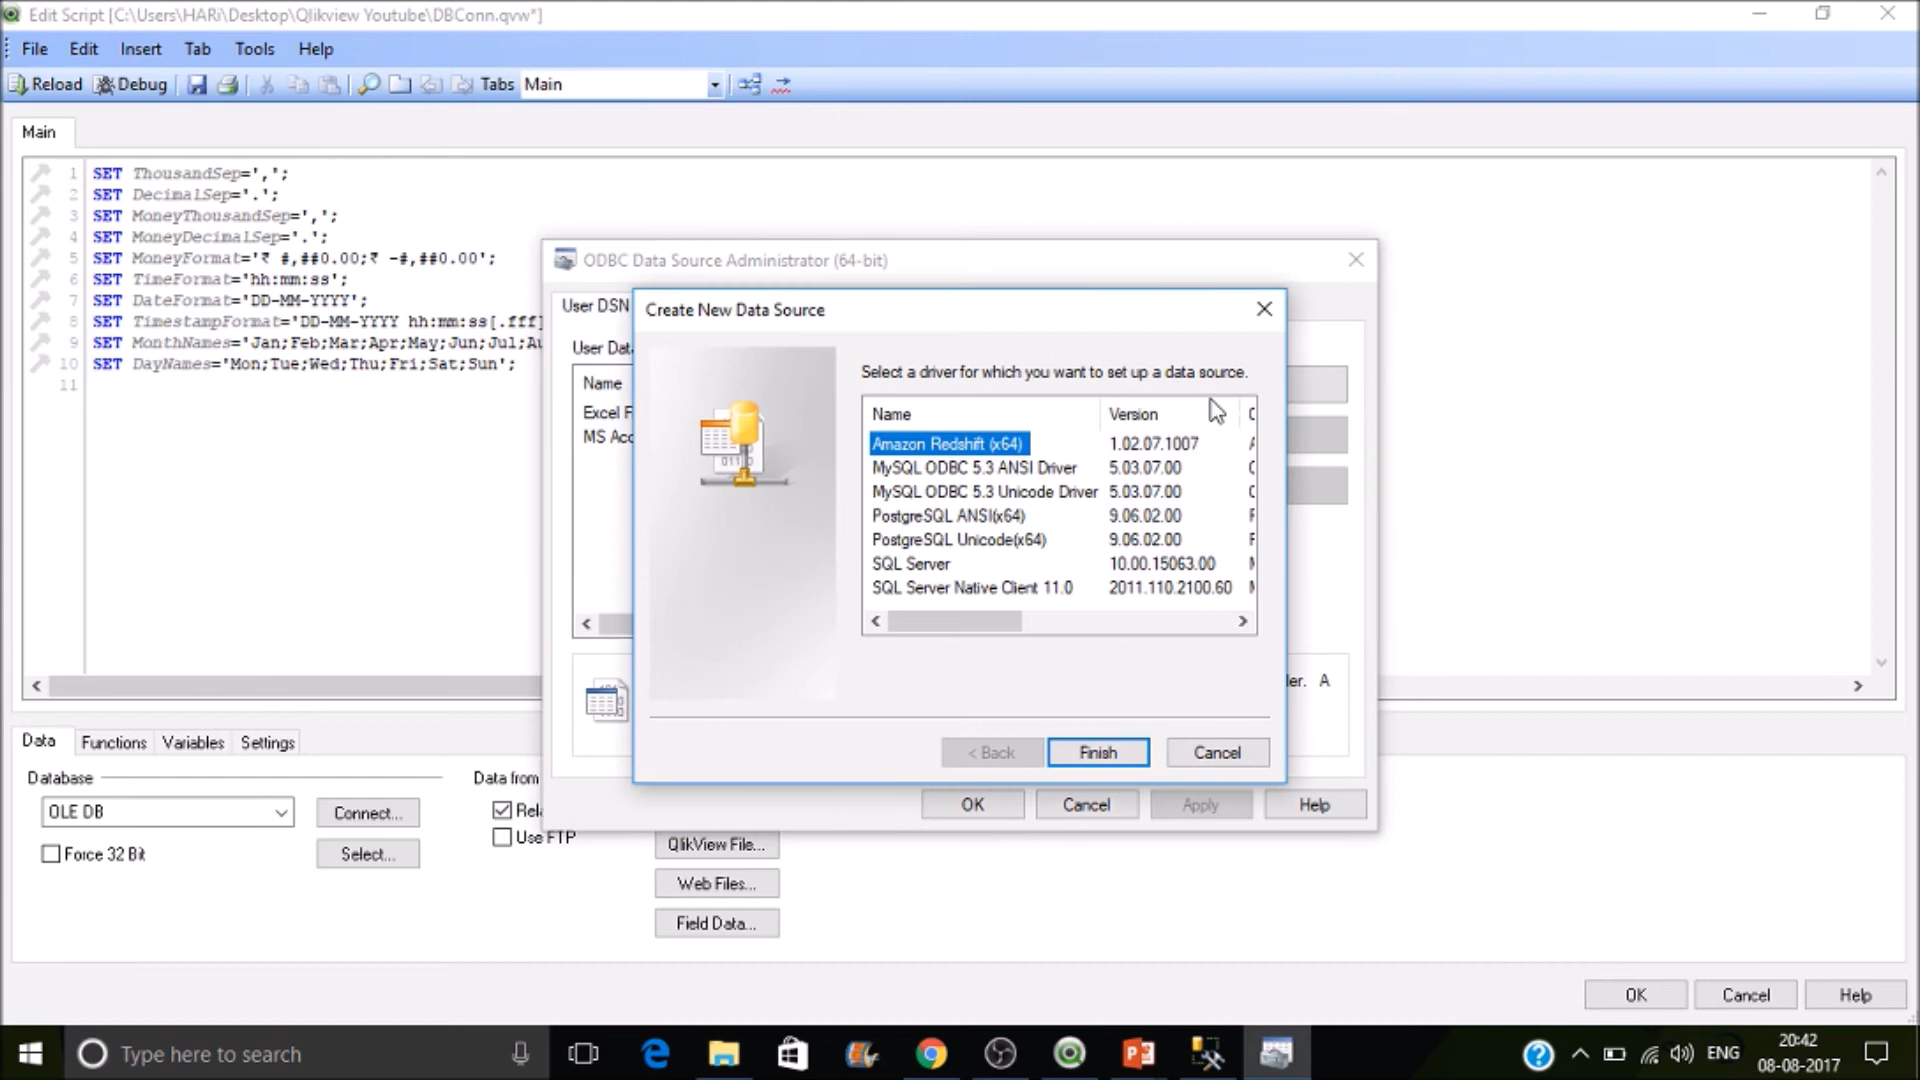 Edit Script [C:\Users\HARi\Desktop\Qlikview Youtube\DBConn.qvw*]
File Edit Insert Tab Tools Help
Reload Debug Tabs Main
Main
1 SET ThousandSep=',';
2 SET DecimalSep='.';
3 SET MoneyThousandSep=',';
4 SET MoneyDecimalSep='.';
5 SET MoneyFormat='₹ #,##0.00;₹ -#,##0.00';
6 SET TimeFormat='hh:mm:ss';
7 SET DateFormat='DD-MM-YYYY';
8 SET TimestampFormat='DD-MM-YYYY hh:mm:ss[.fff]
9 SET MonthNames='Jan;Feb;Mar;Apr;May;Jun;Jul;Au
10 SET DayNames='Mon;Tue;Wed;Thu;Fri;Sat;Sun';
11
ODBC Data Source Administrator (64-bit)
User DSN
User Dat
Name
Excel F
MS Acc
ler. A
OK Cancel Apply Help
Create New Data Source
Select a driver for which you want to set up a data source.
Name Version
Amazon Redshift (x64) 1.02.07.1007
MySQL ODBC 5.3 ANSI Driver 5.03.07.00
MySQL ODBC 5.3 Unicode Driver 5.03.07.00
PostgreSQL ANSI(x64) 9.06.02.00
PostgreSQL Unicode(x64) 9.06.02.00
SQL Server 10.00.15063.00
SQL Server Native Client 11.0 2011.110.2100.60
< Back Finish Cancel
Data Functions Variables Settings
Database
OLE DB Connect...
Force 32 Bit Select...
Data from
Rela
Use FTP
QlikView File...
Web Files...
Field Data...
OK Cancel Help
Type here to search
ENG
20:42
08-08-2017